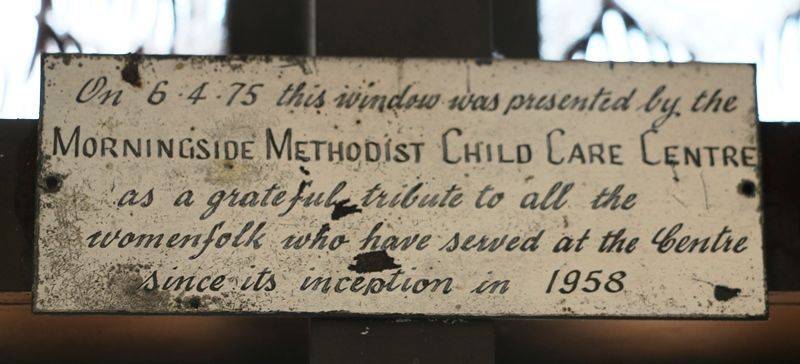 On 6·4·75 this window was presented by the
MORNINGSIDE METHODIST CHILD CARE CENTRE
as a grateful tribute to all the
womenfolk who have served at the Centre
since its inception in 1958